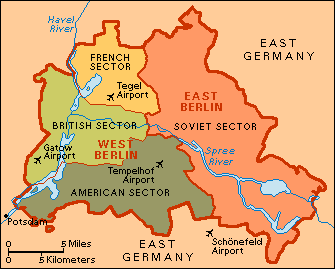 Havel
River
FRENCH
SECTOR
Tegel
Airport
EAST
GERMANY
EAST
BERLIN
BRITISH SECTOR
SOVIET SECTOR
Gatow
Airport
WEST
BERLIN
Spree
River
Tempelhof
Airport
AMERICAN SECTOR
Potsdam
0 5 Miles
0 5 Kilometers
EAST
GERMANY
Schönefeld
Airport